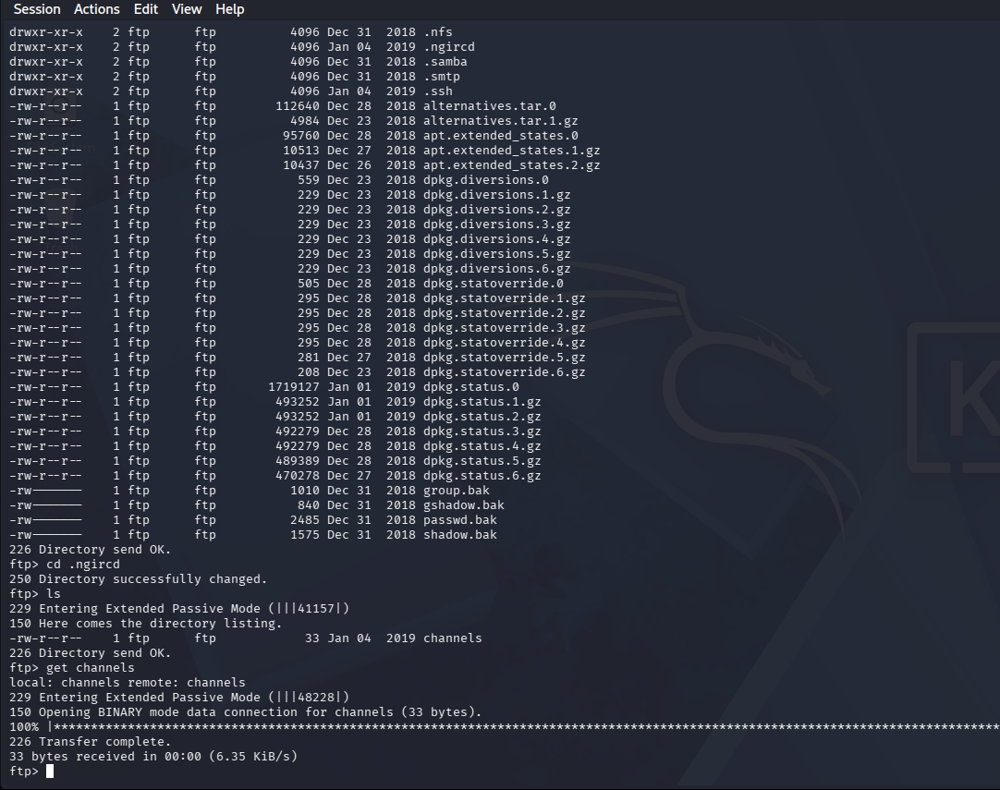 Session Actions Edit View Help
drwxr-xr-x    2 ftp      ftp          4096 Dec 31  2018 .nfs
drwxr-xr-x    2 ftp      ftp          4096 Jan 04  2019 .ngircd
drwxr-xr-x    2 ftp      ftp          4096 Dec 31  2018 .samba
drwxr-xr-x    2 ftp      ftp          4096 Dec 31  2018 .smtp
drwxr-xr-x    2 ftp      ftp          4096 Jan 04  2019 .ssh
-rw-r--r--    1 ftp      ftp        112640 Dec 28  2018 alternatives.tar.0
-rw-r--r--    1 ftp      ftp          4984 Dec 23  2018 alternatives.tar.1.gz
-rw-r--r--    1 ftp      ftp         95760 Dec 28  2018 apt.extended_states.0
-rw-r--r--    1 ftp      ftp         10513 Dec 27  2018 apt.extended_states.1.gz
-rw-r--r--    1 ftp      ftp         10437 Dec 26  2018 apt.extended_states.2.gz
-rw-r--r--    1 ftp      ftp           559 Dec 23  2018 dpkg.diversions.0
-rw-r--r--    1 ftp      ftp           229 Dec 23  2018 dpkg.diversions.1.gz
-rw-r--r--    1 ftp      ftp           229 Dec 23  2018 dpkg.diversions.2.gz
-rw-r--r--    1 ftp      ftp           229 Dec 23  2018 dpkg.diversions.3.gz
-rw-r--r--    1 ftp      ftp           229 Dec 23  2018 dpkg.diversions.4.gz
-rw-r--r--    1 ftp      ftp           229 Dec 23  2018 dpkg.diversions.5.gz
-rw-r--r--    1 ftp      ftp           229 Dec 23  2018 dpkg.diversions.6.gz
-rw-r--r--    1 ftp      ftp           505 Dec 28  2018 dpkg.statoverride.0
-rw-r--r--    1 ftp      ftp           295 Dec 28  2018 dpkg.statoverride.1.gz
-rw-r--r--    1 ftp      ftp           295 Dec 28  2018 dpkg.statoverride.2.gz
-rw-r--r--    1 ftp      ftp           295 Dec 28  2018 dpkg.statoverride.3.gz
-rw-r--r--    1 ftp      ftp           295 Dec 28  2018 dpkg.statoverride.4.gz
-rw-r--r--    1 ftp      ftp           281 Dec 27  2018 dpkg.statoverride.5.gz
-rw-r--r--    1 ftp      ftp           208 Dec 23  2018 dpkg.statoverride.6.gz
-rw-r--r--    1 ftp      ftp       1719127 Jan 01  2019 dpkg.status.0
-rw-r--r--    1 ftp      ftp        493252 Jan 01  2019 dpkg.status.1.gz
-rw-r--r--    1 ftp      ftp        493252 Jan 01  2019 dpkg.status.2.gz
-rw-r--r--    1 ftp      ftp        492279 Dec 28  2018 dpkg.status.3.gz
-rw-r--r--    1 ftp      ftp        492279 Dec 28  2018 dpkg.status.4.gz
-rw-r--r--    1 ftp      ftp        489389 Dec 28  2018 dpkg.status.5.gz
-rw-r--r--    1 ftp      ftp        470278 Dec 27  2018 dpkg.status.6.gz
-rw-------    1 ftp      ftp          1010 Dec 31  2018 group.bak
-rw-------    1 ftp      ftp           840 Dec 31  2018 gshadow.bak
-rw-------    1 ftp      ftp          2485 Dec 31  2018 passwd.bak
-rw-------    1 ftp      ftp          1575 Dec 31  2018 shadow.bak
226 Directory send OK.
ftp> cd .ngircd
250 Directory successfully changed.
ftp> ls
229 Entering Extended Passive Mode (|||41157|)
150 Here comes the directory listing.
-rw-r--r--    1 ftp      ftp            33 Jan 04  2019 channels
226 Directory send OK.
ftp> get channels
local: channels remote: channels
229 Entering Extended Passive Mode (|||48228|)
150 Opening BINARY mode data connection for channels (33 bytes).
100% |********************************************************************************************************************************
226 Transfer complete.
33 bytes received in 00:00 (6.35 KiB/s)
ftp>
K